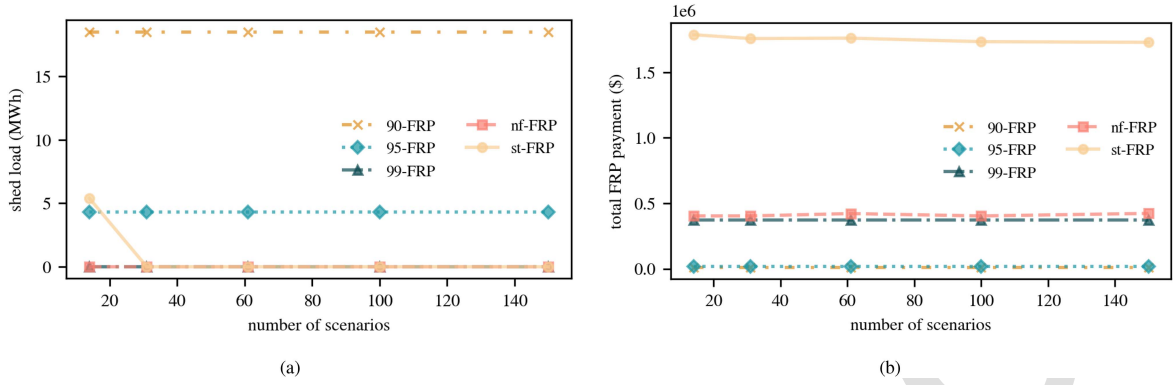 15
10
5
0
shed load (MWh)
90-FRP
95-FRP
99-FRP
nf-FRP
st-FRP
20 40 60 80 100 120 140
number of scenarios
(a)
1e6
1.5
1.0
0.5
0.0
total FRP payment ($)
90-FRP
95-FRP
99-FRP
nf-FRP
st-FRP
20 40 60 80 100 120 140
number of scenarios
(b)